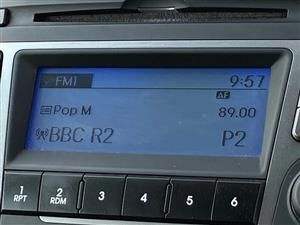 FM1 9:57
AF
Pop M 89.00
BBC R2 P2
1 RPT 2 RDM 3 4 5 6